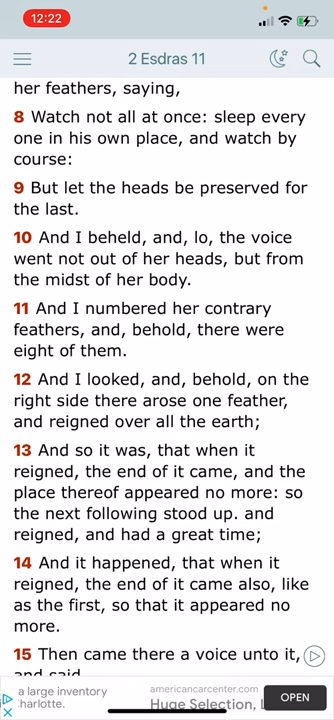 12:22
2 Esdras 11
her feathers, saying,
8 Watch not all at once: sleep every
one in his own place, and watch by
course:
9 But let the heads be preserved for
the last.
10 And I beheld, and, lo, the voice
went not out of her heads, but from
the midst of her body.
11 And I numbered her contrary
feathers, and, behold, there were
eight of them.
12 And I looked, and, behold, on the
right side there arose one feather,
and reigned over all the earth;
13 And so it was, that when it
reigned, the end of it came, and the
place thereof appeared no more: so
the next following stood up. and
reigned, and had a great time;
14 And it happened, that when it
reigned, the end of it came also, like
as the first, so that it appeared no
more.
15 Then came there a voice unto it,
and said
a large inventory
:harlotte.
americancarcenter.com
Huge Selection,
OPEN